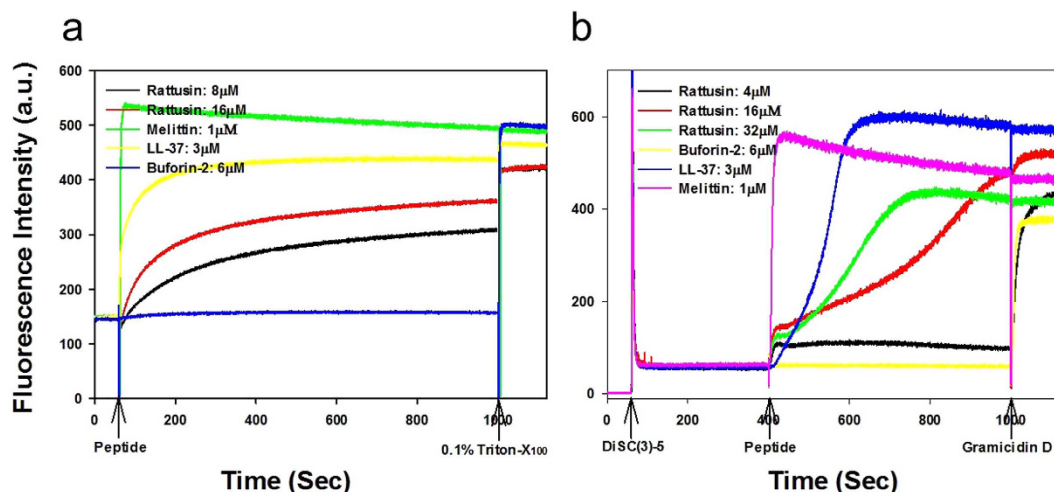 a
Fluorescence Intensity (a.u.)
600
500
400
300
200
100
0
Rattusin: 8µM
Rattusin: 16µM
Melittin: 1µM
LL-37: 3µM
Buforin-2: 6µM
0 200 400 600 800 1000
Peptide
0.1% Triton-X100
Time (Sec)
b
600
400
200
0
Rattusin: 4µM
Rattusin: 16µM
Rattusin: 32µM
Buforin-2: 6µM
LL-37: 3µM
Melittin: 1µM
0 200 400 600 800 1000
DiSC(3)-5
Peptide
Gramicidin D
Time (Sec)